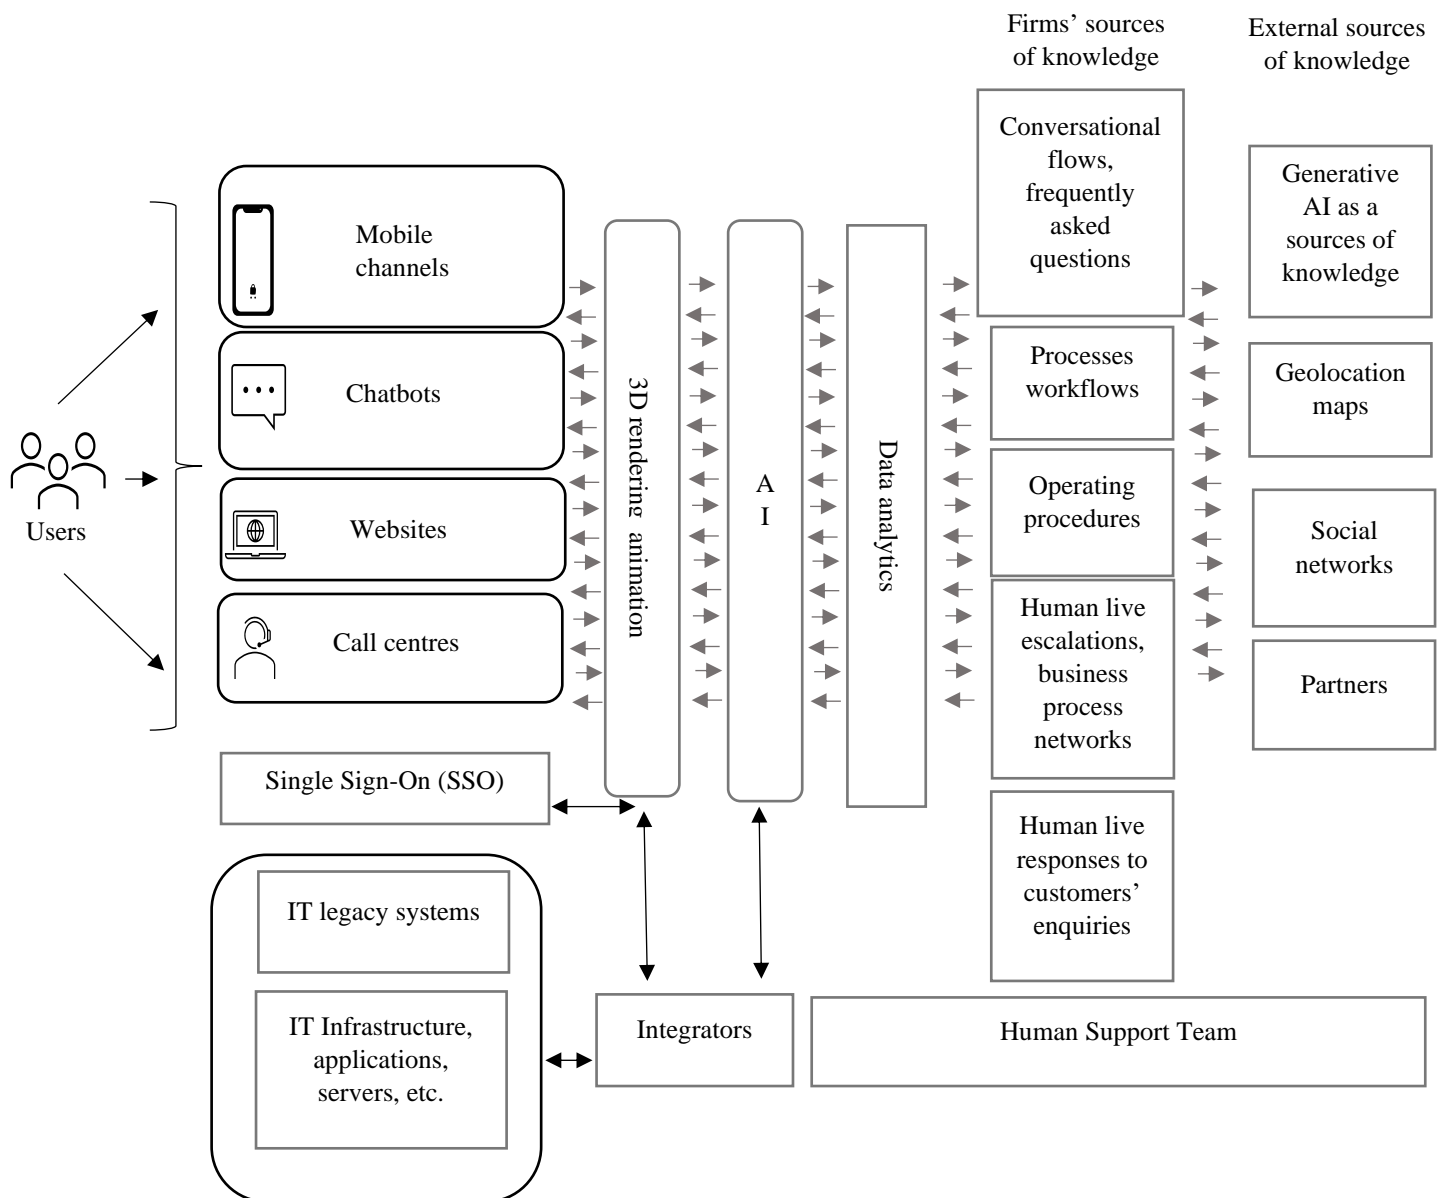 Firms’ sources
of knowledge
External sources
of knowledge
Users
Mobile
channels
Chatbots
Websites
Call centres
Single Sign-On (SSO)
IT legacy systems
IT Infrastructure,
applications,
servers, etc.
3D rendering animation
A
I
Data analytics
Integrators
Conversational
flows,
frequently
asked
questions
Processes
workflows
Operating
procedures
Human live
escalations,
business
process
networks
Human live
responses to
customers’
enquiries
Generative
AI as a
sources of
knowledge
Geolocation
maps
Social
networks
Partners
Human Support Team